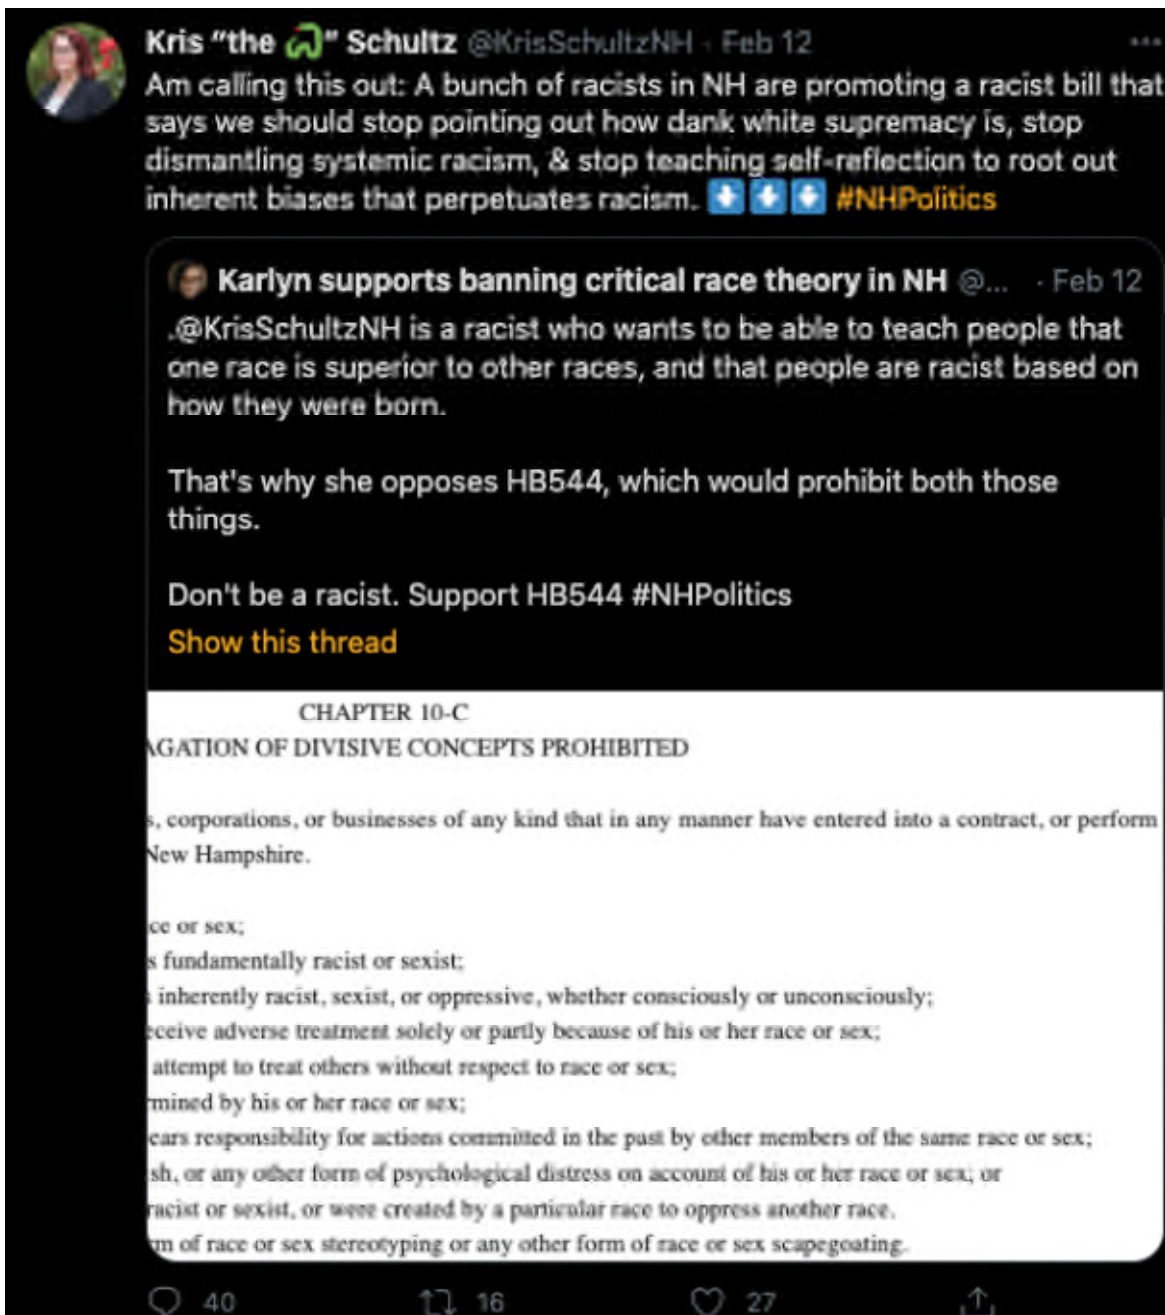 Kris "the 🐍" Schultz @KrisSchultzNH · Feb 12
Am calling this out: A bunch of racists in NH are promoting a racist bill that
says we should stop pointing out how dank white supremacy is, stop
dismantling systemic racism, & stop teaching self-reflection to root out
inherent biases that perpetuates racism. ⬇️⬇️⬇️ #NHPolitics
Karlyn supports banning critical race theory in NH @... · Feb 12
.@KrisSchultzNH is a racist who wants to be able to teach people that
one race is superior to other races, and that people are racist based on
how they were born.
That's why she opposes HB544, which would prohibit both those
things.
Don't be a racist. Support HB544 #NHPolitics
Show this thread
CHAPTER 10-C
AGATION OF DIVISIVE CONCEPTS PROHIBITED
s, corporations, or businesses of any kind that in any manner have entered into a contract, or perform
New Hampshire.
ce or sex;
s fundamentally racist or sexist;
s inherently racist, sexist, or oppressive, whether consciously or unconsciously;
eceive adverse treatment solely or partly because of his or her race or sex;
attempt to treat others without respect to race or sex;
mined by his or her race or sex;
ears responsibility for actions committed in the past by other members of the same race or sex;
sh, or any other form of psychological distress on account of his or her race or sex; or
racist or sexist, or were created by a particular race to oppress another race.
m of race or sex stereotyping or any other form of race or sex scapegoating.
40 16 27